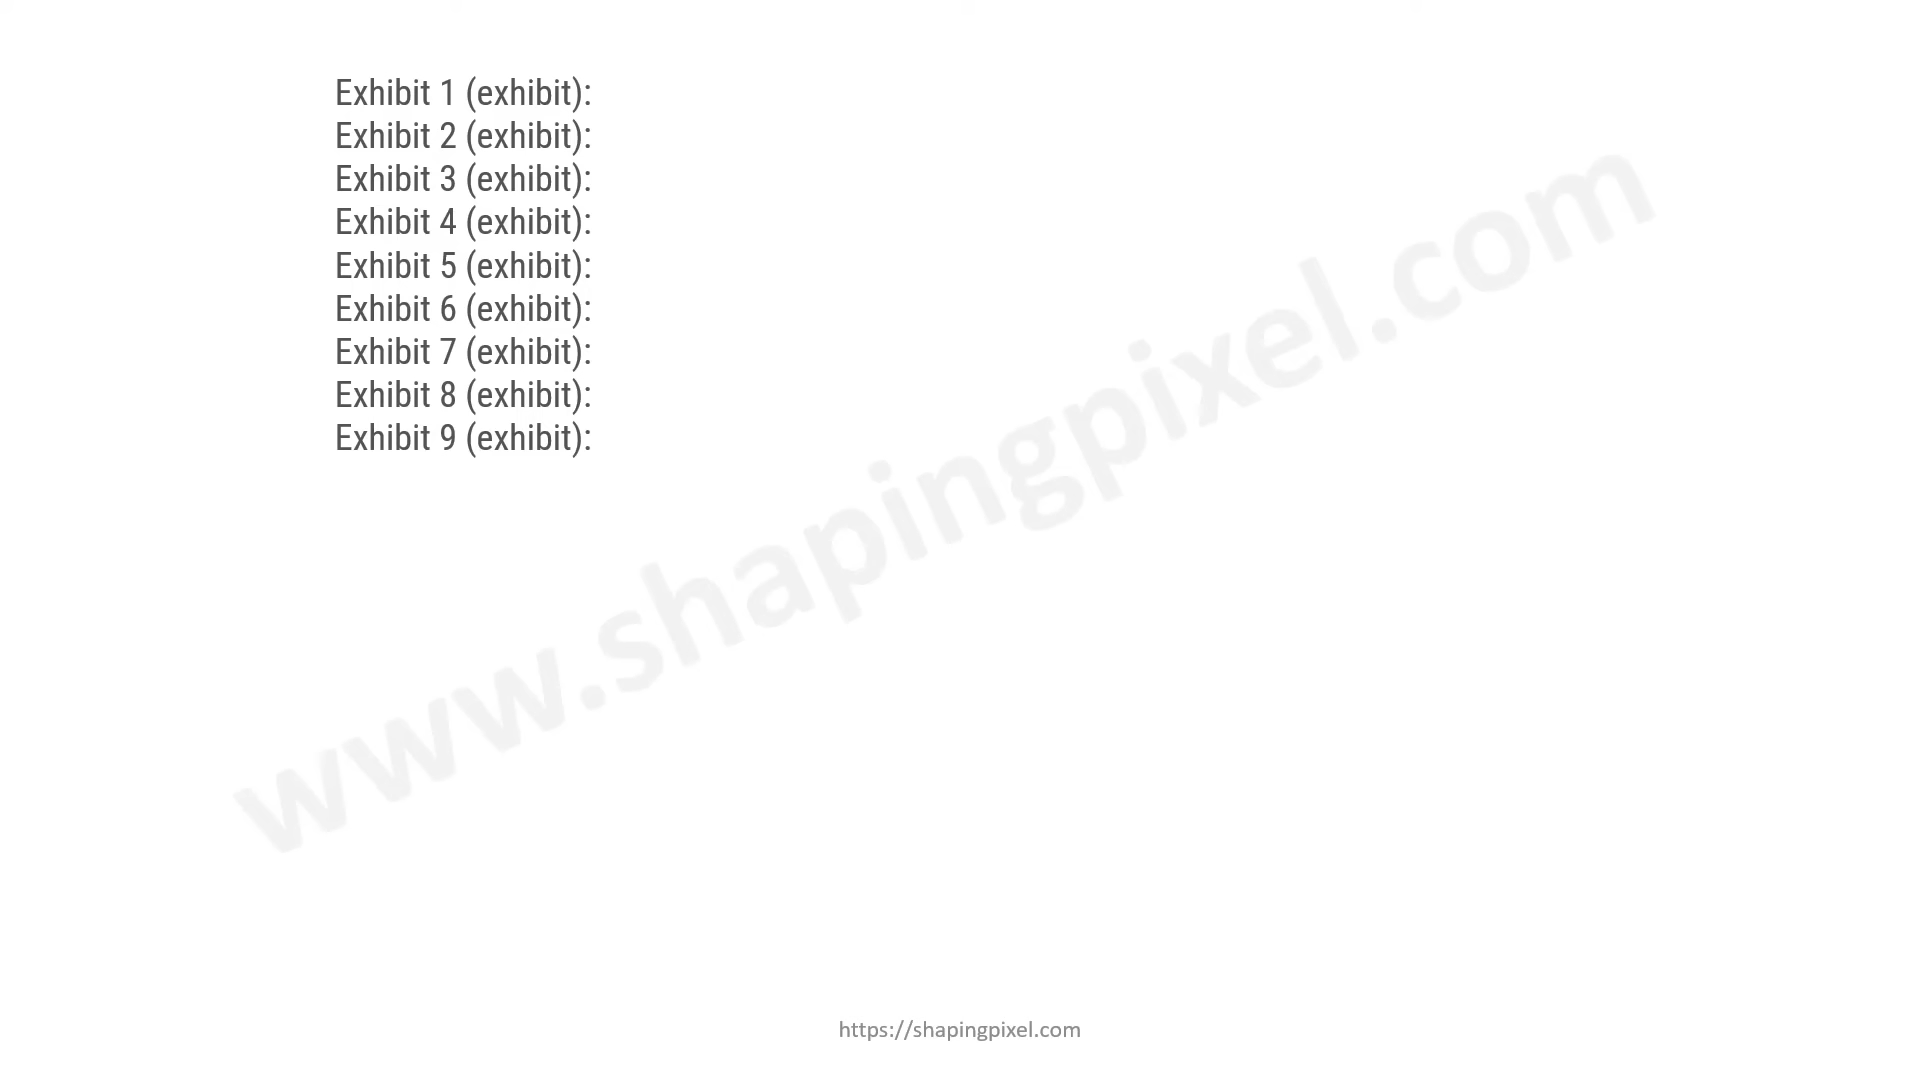 Exhibit 1 (exhibit):
Exhibit 2 (exhibit):
Exhibit 3 (exhibit):
Exhibit 4 (exhibit):
Exhibit 5 (exhibit):
Exhibit 6 (exhibit):
Exhibit 7 (exhibit):
Exhibit 8 (exhibit):
Exhibit 9 (exhibit):
www.shapingpixel.com
https://shapingpixel.com